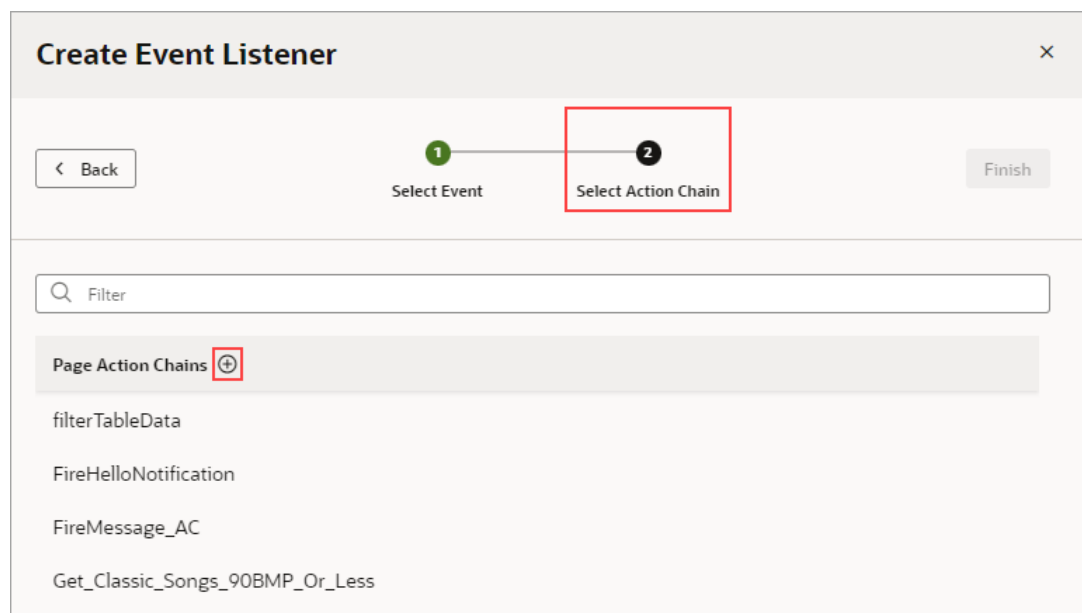 Create Event Listener
Back
1
2
Finish
Select Event
Select Action Chain
Filter
Page Action Chains
filterTableData
FireHelloNotification
FireMessage_AC
Get_Classic_Songs_90BMP_Or_Less